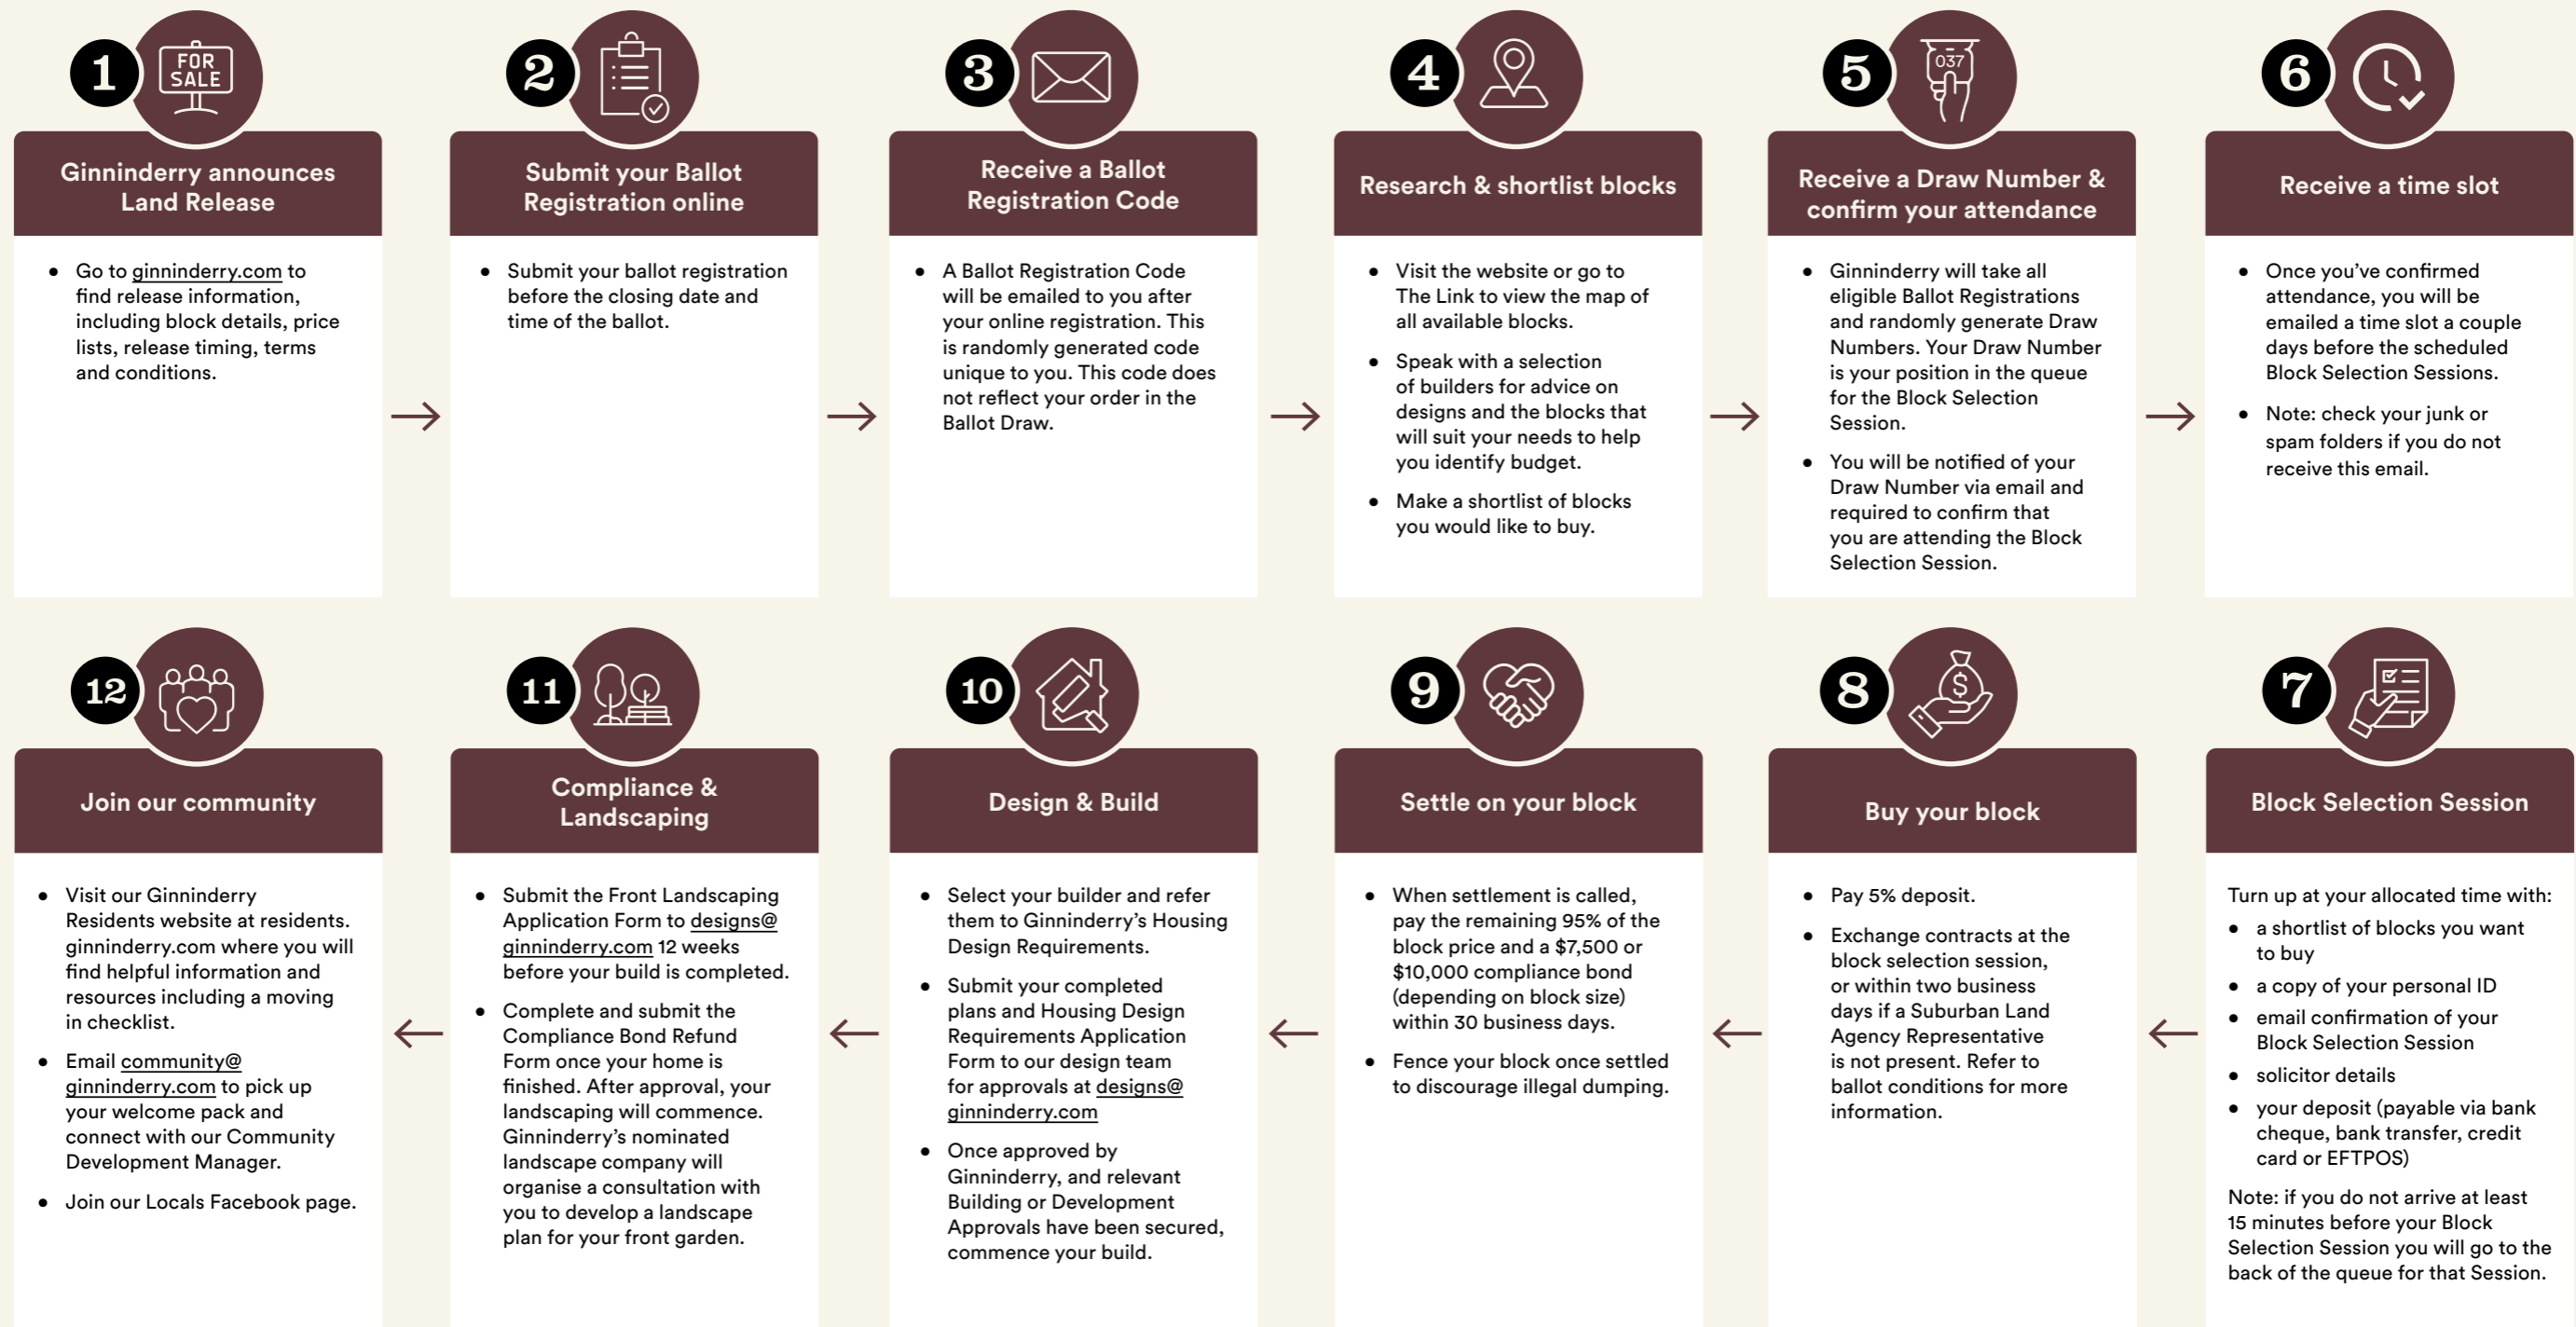 1
FOR
SALE
Ginninderry announces
Land Release
• Go to ginninderry.com to
find release information,
including block details, price
lists, release timing, terms
and conditions.
2
Submit your Ballot
Registration online
• Submit your ballot registration
before the closing date and
time of the ballot.
3
Receive a Ballot
Registration Code
• A Ballot Registration Code
will be emailed to you after
your online registration. This
is randomly generated code
unique to you. This code does
not reflect your order in the
Ballot Draw.
4
Research & shortlist blocks
• Visit the website or go to
The Link to view the map of
all available blocks.
• Speak with a selection
of builders for advice on
designs and the blocks that
will suit your needs to help
you identify budget.
• Make a shortlist of blocks
you would like to buy.
5
037
Receive a Draw Number &
confirm your attendance
• Ginninderry will take all
eligible Ballot Registrations
and randomly generate Draw
Numbers. Your Draw Number
is your position in the queue
for the Block Selection
Session.
• You will be notified of your
Draw Number via email and
required to confirm that
you are attending the Block
Selection Session.
6
Receive a time slot
• Once you've confirmed
attendance, you will be
emailed a time slot a couple
days before the scheduled
Block Selection Sessions.
• Note: check your junk or
spam folders if you do not
receive this email.
7
Block Selection Session
Turn up at your allocated time with:
• a shortlist of blocks you want
to buy
• a copy of your personal ID
• email confirmation of your
Block Selection Session
• solicitor details
• your deposit (payable via bank
cheque, bank transfer, credit
card or EFTPOS)
Note: if you do not arrive at least
15 minutes before your Block
Selection Session you will go to the
back of the queue for that Session.
8
$
Buy your block
• Pay 5% deposit.
• Exchange contracts at the
block selection session,
or within two business
days if a Suburban Land
Agency Representative
is not present. Refer to
ballot conditions for more
information.
9
Settle on your block
• When settlement is called,
pay the remaining 95% of the
block price and a $7,500 or
$10,000 compliance bond
(depending on block size)
within 30 business days.
• Fence your block once settled
to discourage illegal dumping.
10
Design & Build
• Select your builder and refer
them to Ginninderry's Housing
Design Requirements.
• Submit your completed
plans and Housing Design
Requirements Application
Form to our design team
for approvals at designs@
ginninderry.com
• Once approved by
Ginninderry, and relevant
Building or Development
Approvals have been secured,
commence your build.
11
Compliance &
Landscaping
• Submit the Front Landscaping
Application Form to designs@
ginninderry.com 12 weeks
before your build is completed.
• Complete and submit the
Compliance Bond Refund
Form once your home is
finished. After approval, your
landscaping will commence.
Ginninderry's nominated
landscape company will
organise a consultation with
you to develop a landscape
plan for your front garden.
12
Join our community
• Visit our Ginninderry
Residents website at residents.
ginninderry.com where you will
find helpful information and
resources including a moving
in checklist.
• Email community@
ginninderry.com to pick up
your welcome pack and
connect with our Community
Development Manager.
• Join our Locals Facebook page.